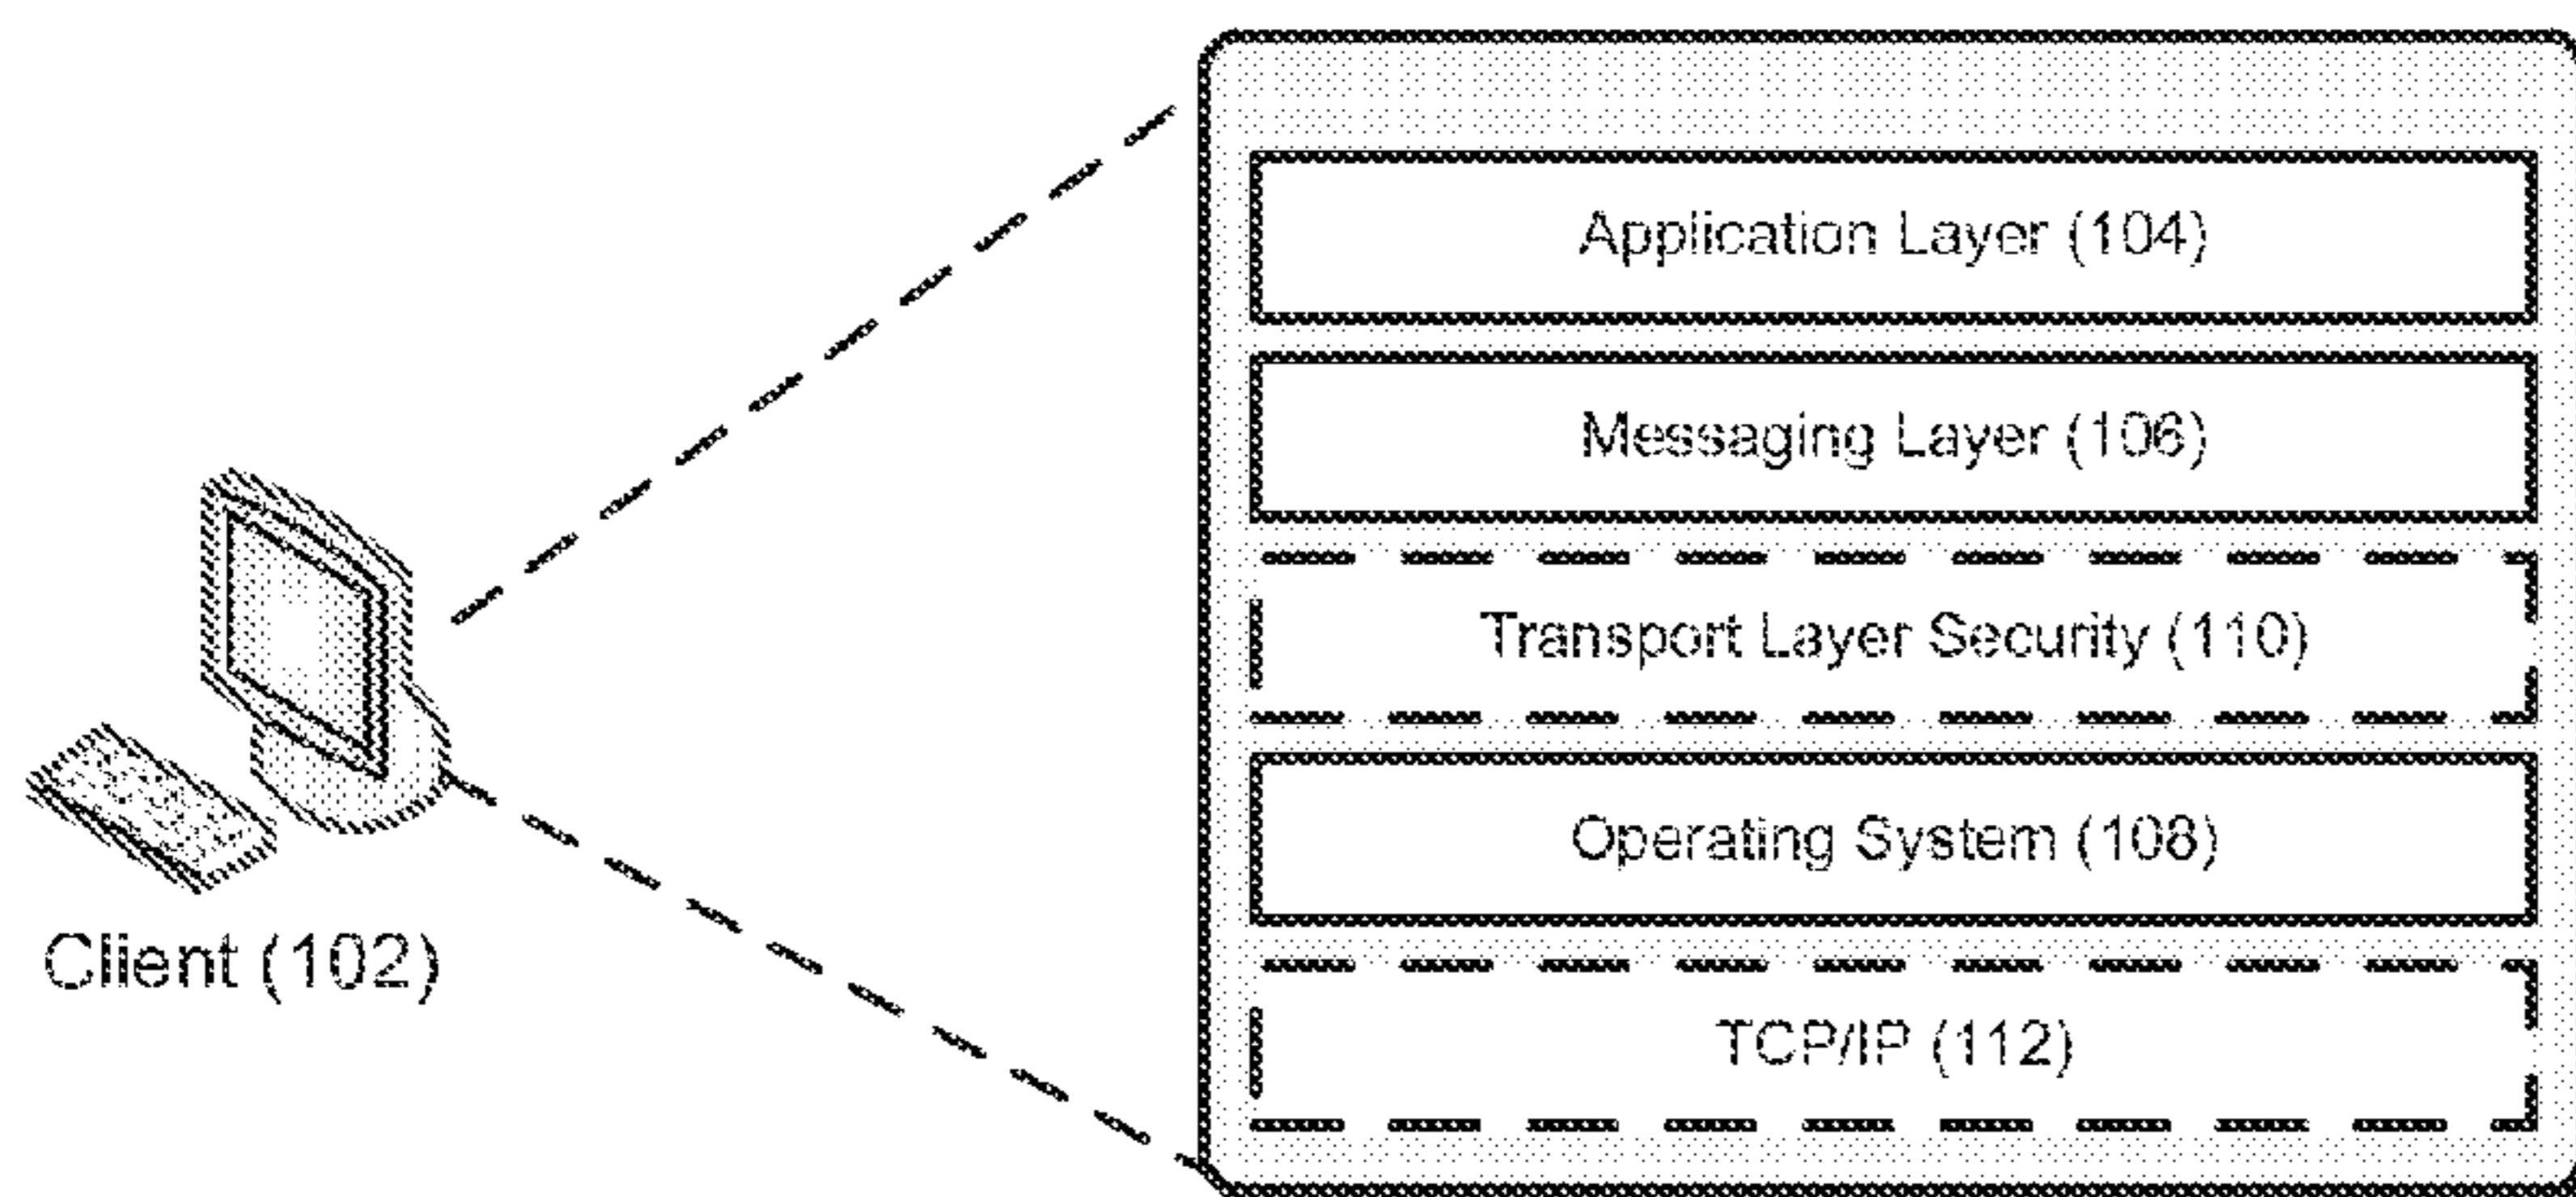 Application Layer (104)
Messaging Layer (106)
Transport Layer Security (110)
Operating System (108)
TCP/IP (112)
Client (102)